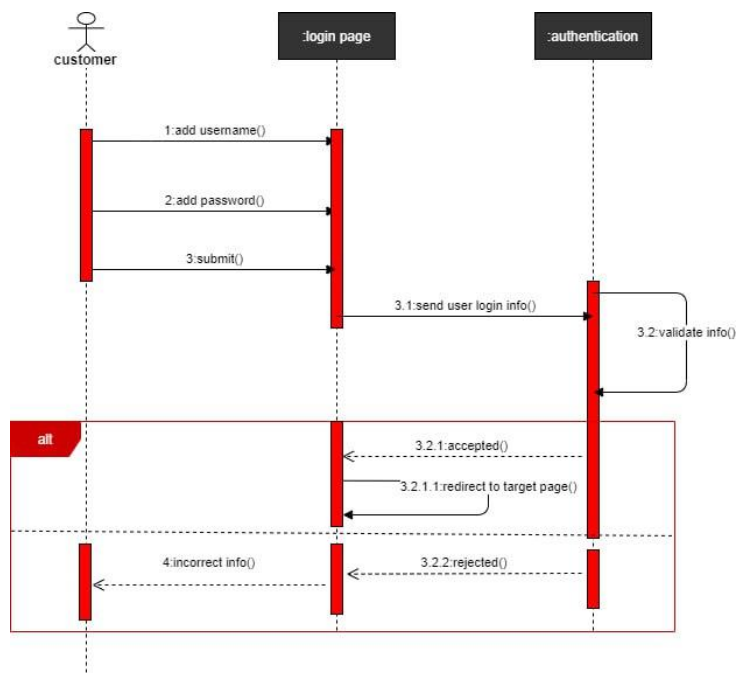 customer
:login page
:authentication
1:add username()
2:add password()
3:submit()
3.1:send user login info()
3.2:validate info()
alt
3.2.1:accepted()
3.2.1.1:redirect to target page()
4:incorrect info()
3.2.2:rejected()